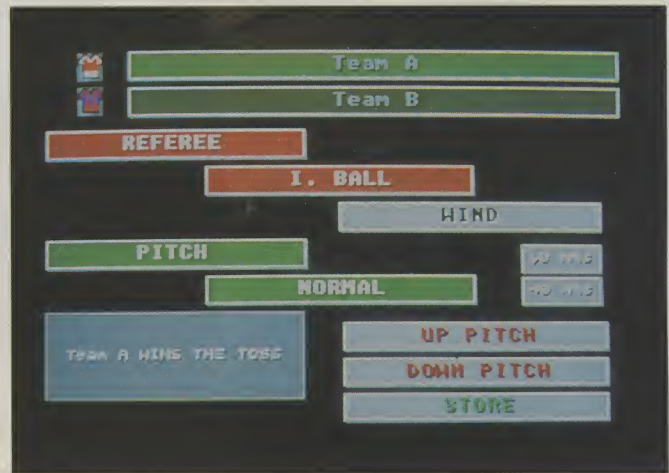 Team A
Team B
REFEREE
I. BALL
WIND
PITCH
NORMAL
Team A WINS THE TOSS
UP PITCH
DOWN PITCH
STORE